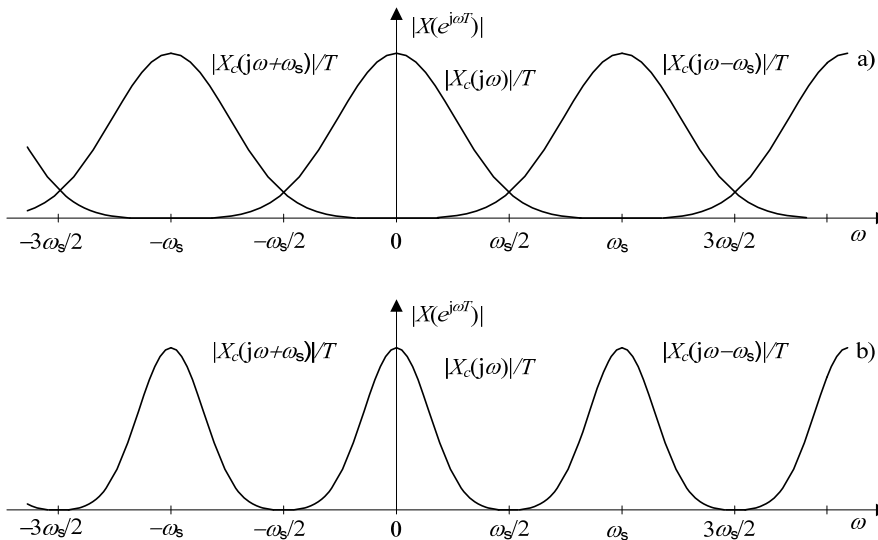 |X(e^{jωT})|
|X_c(jω+ω_s)|/T
|X_c(jω)|/T
|X_c(jω−ω_s)|/T
a)
−3ω_s/2 −ω_s −ω_s/2 0 ω_s/2 ω_s 3ω_s/2 ω
|X(e^{jωT})|
|X_c(jω+ω_s)|/T
|X_c(jω)|/T
|X_c(jω−ω_s)|/T
b)
−3ω_s/2 −ω_s −ω_s/2 0 ω_s/2 ω_s 3ω_s/2 ω